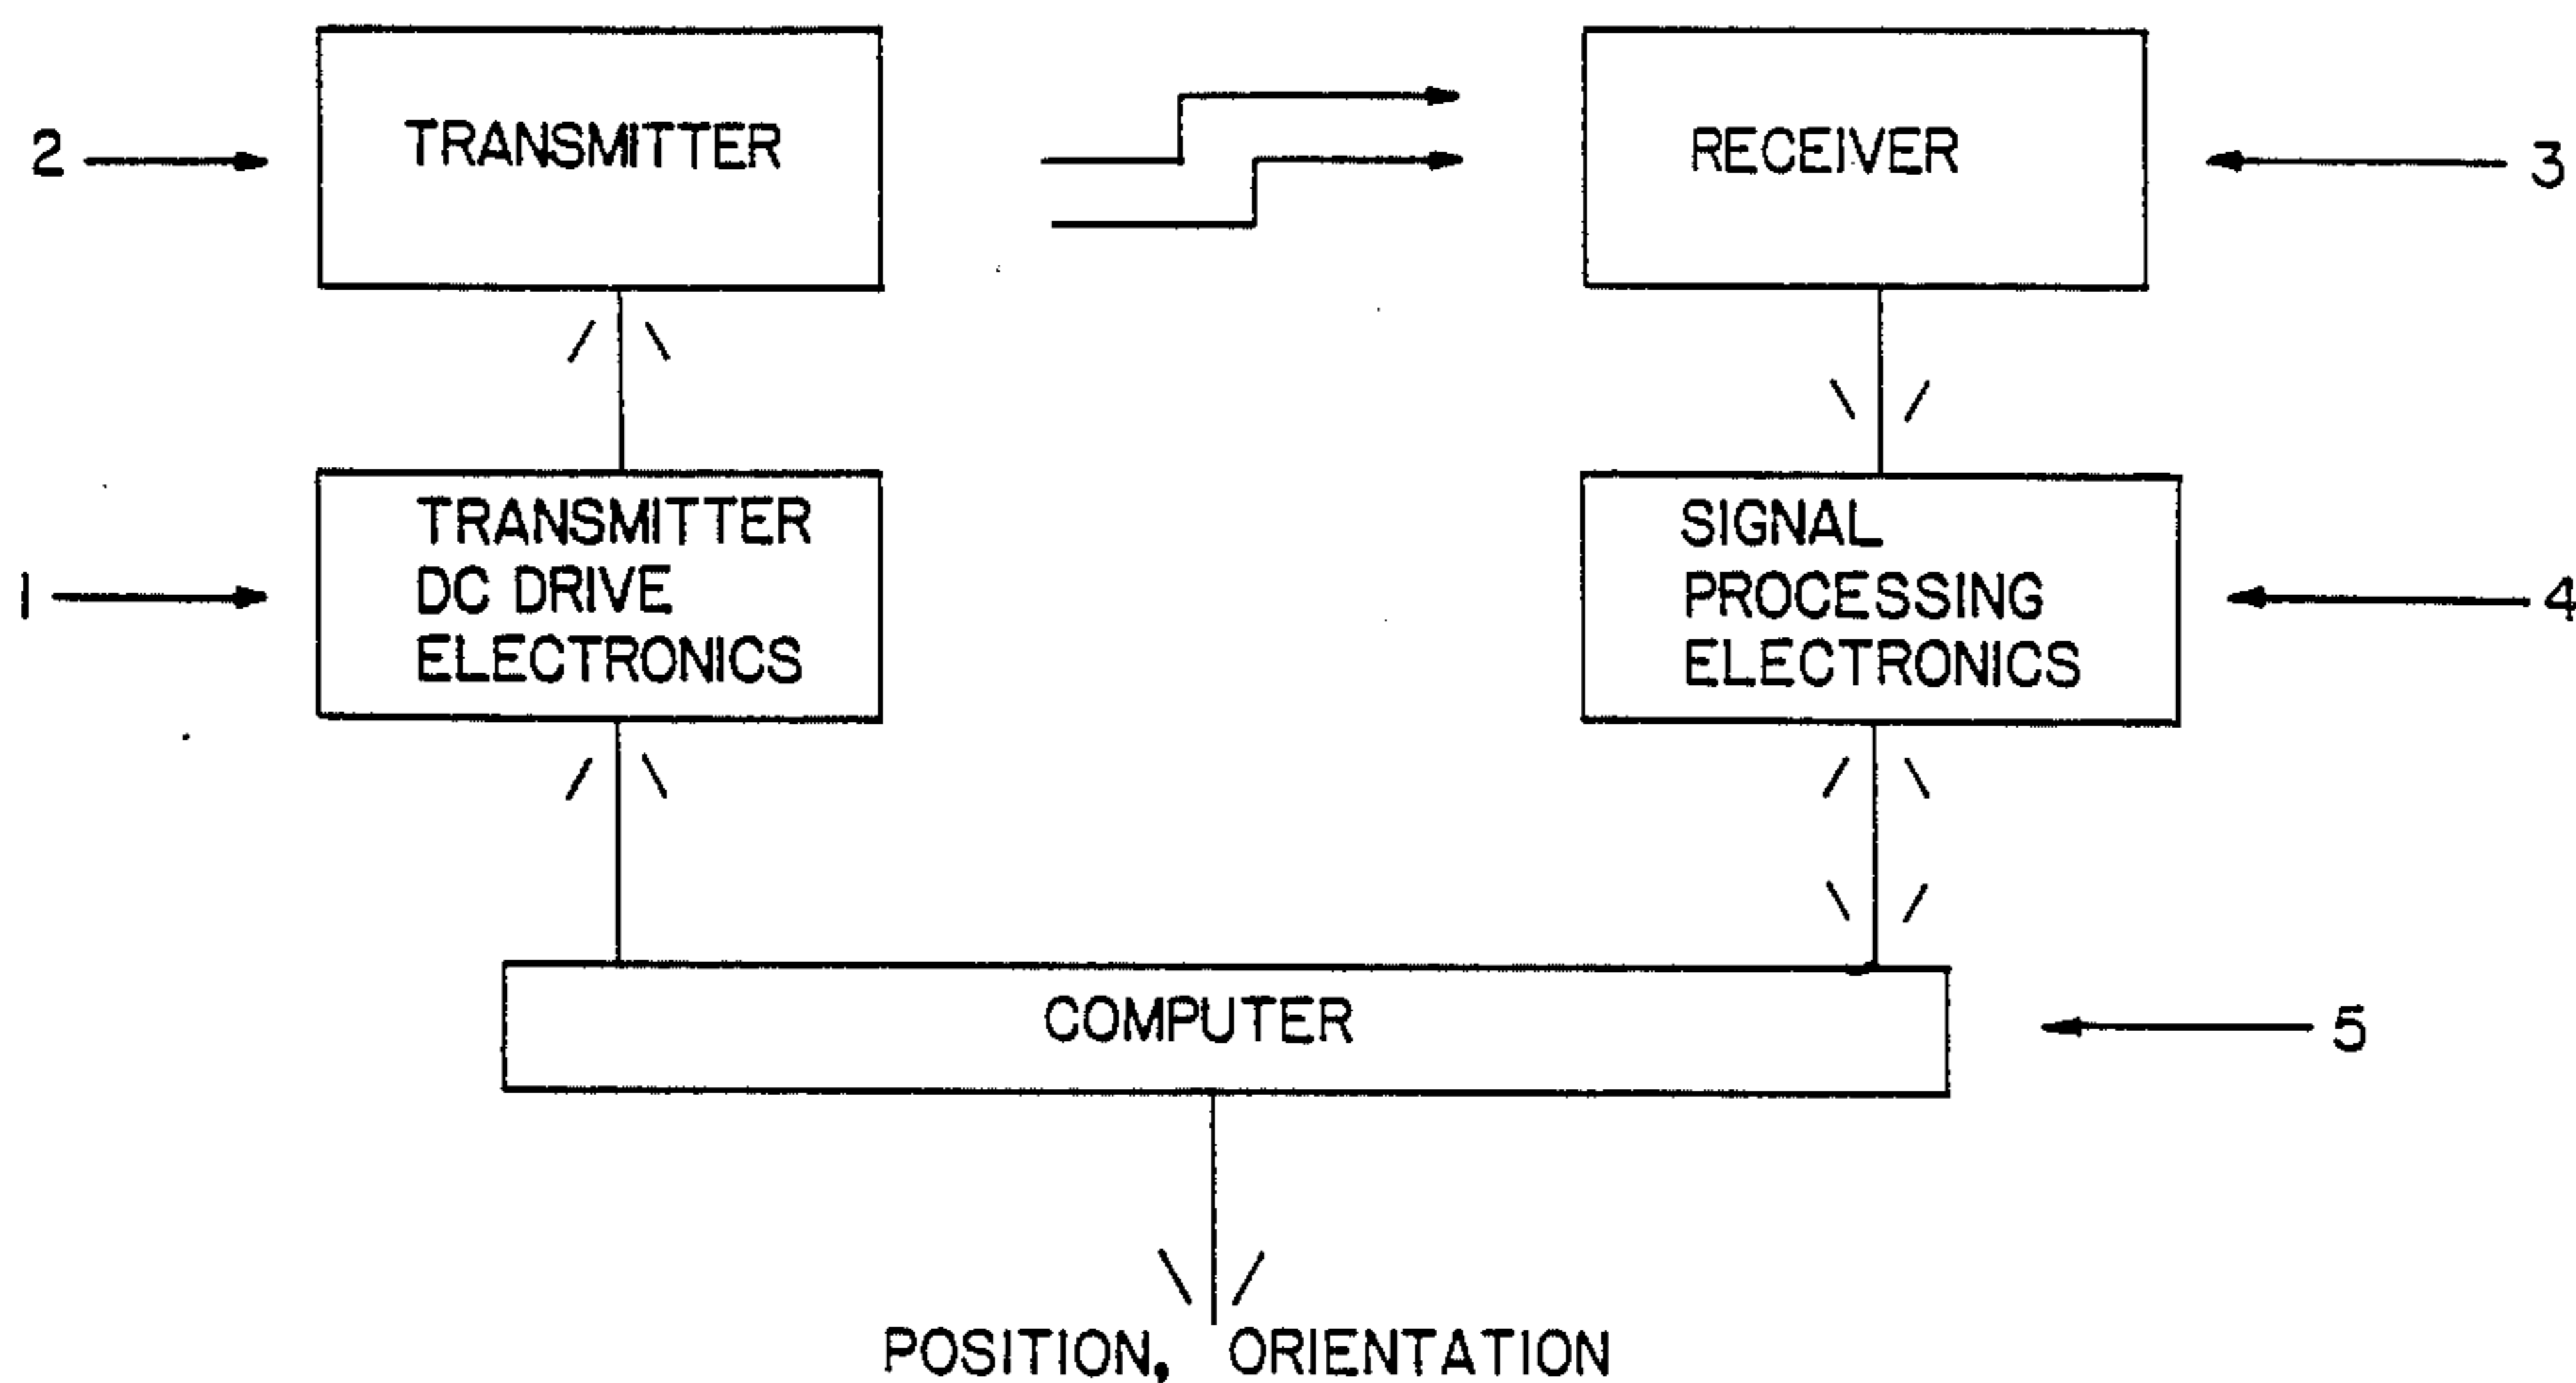 2
TRANSMITTER
RECEIVER
3
1
TRANSMITTER
DC DRIVE
ELECTRONICS
SIGNAL
PROCESSING
ELECTRONICS
4
COMPUTER
5
POSITION, ORIENTATION